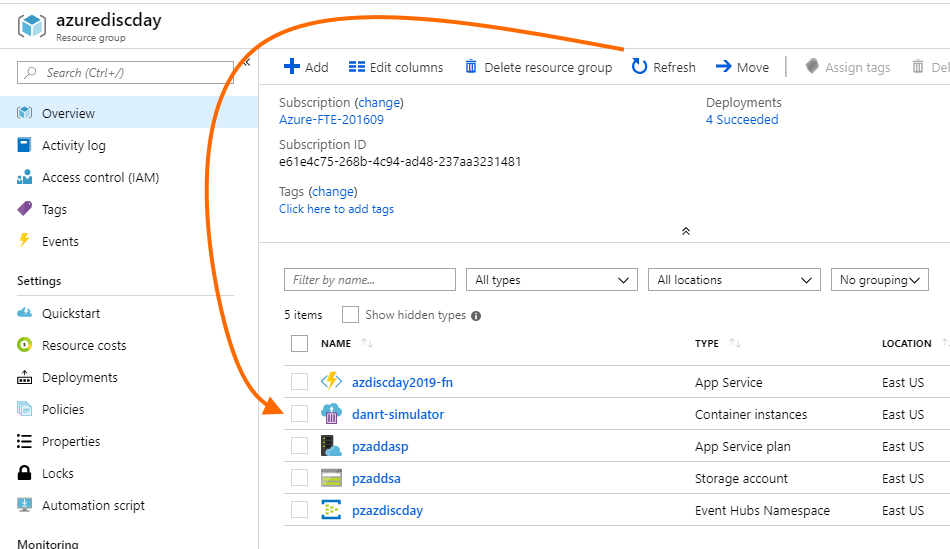 azurediscday
Resource group
Search (Ctrl+/)
Overview
Activity log
Access control (IAM)
Tags
Events
Settings
Quickstart
Resource costs
Deployments
Policies
Properties
Locks
Automation script
Monitoring
Add Edit columns Delete resource group Refresh Move Assign tags Del
Subscription (change)
Azure-FTE-201609
Deployments
4 Succeeded
Subscription ID
e61e4c75-268b-4c94-ad48-237aa3231481
Tags (change)
Click here to add tags
Filter by name... All types All locations No grouping
5 items Show hidden types
NAME TYPE LOCATION
azdiscday2019-fn App Service East US
danrt-simulator Container instances East US
pzaddasp App Service plan East US
pzaddsa Storage account East US
pzazdiscday Event Hubs Namespace East US